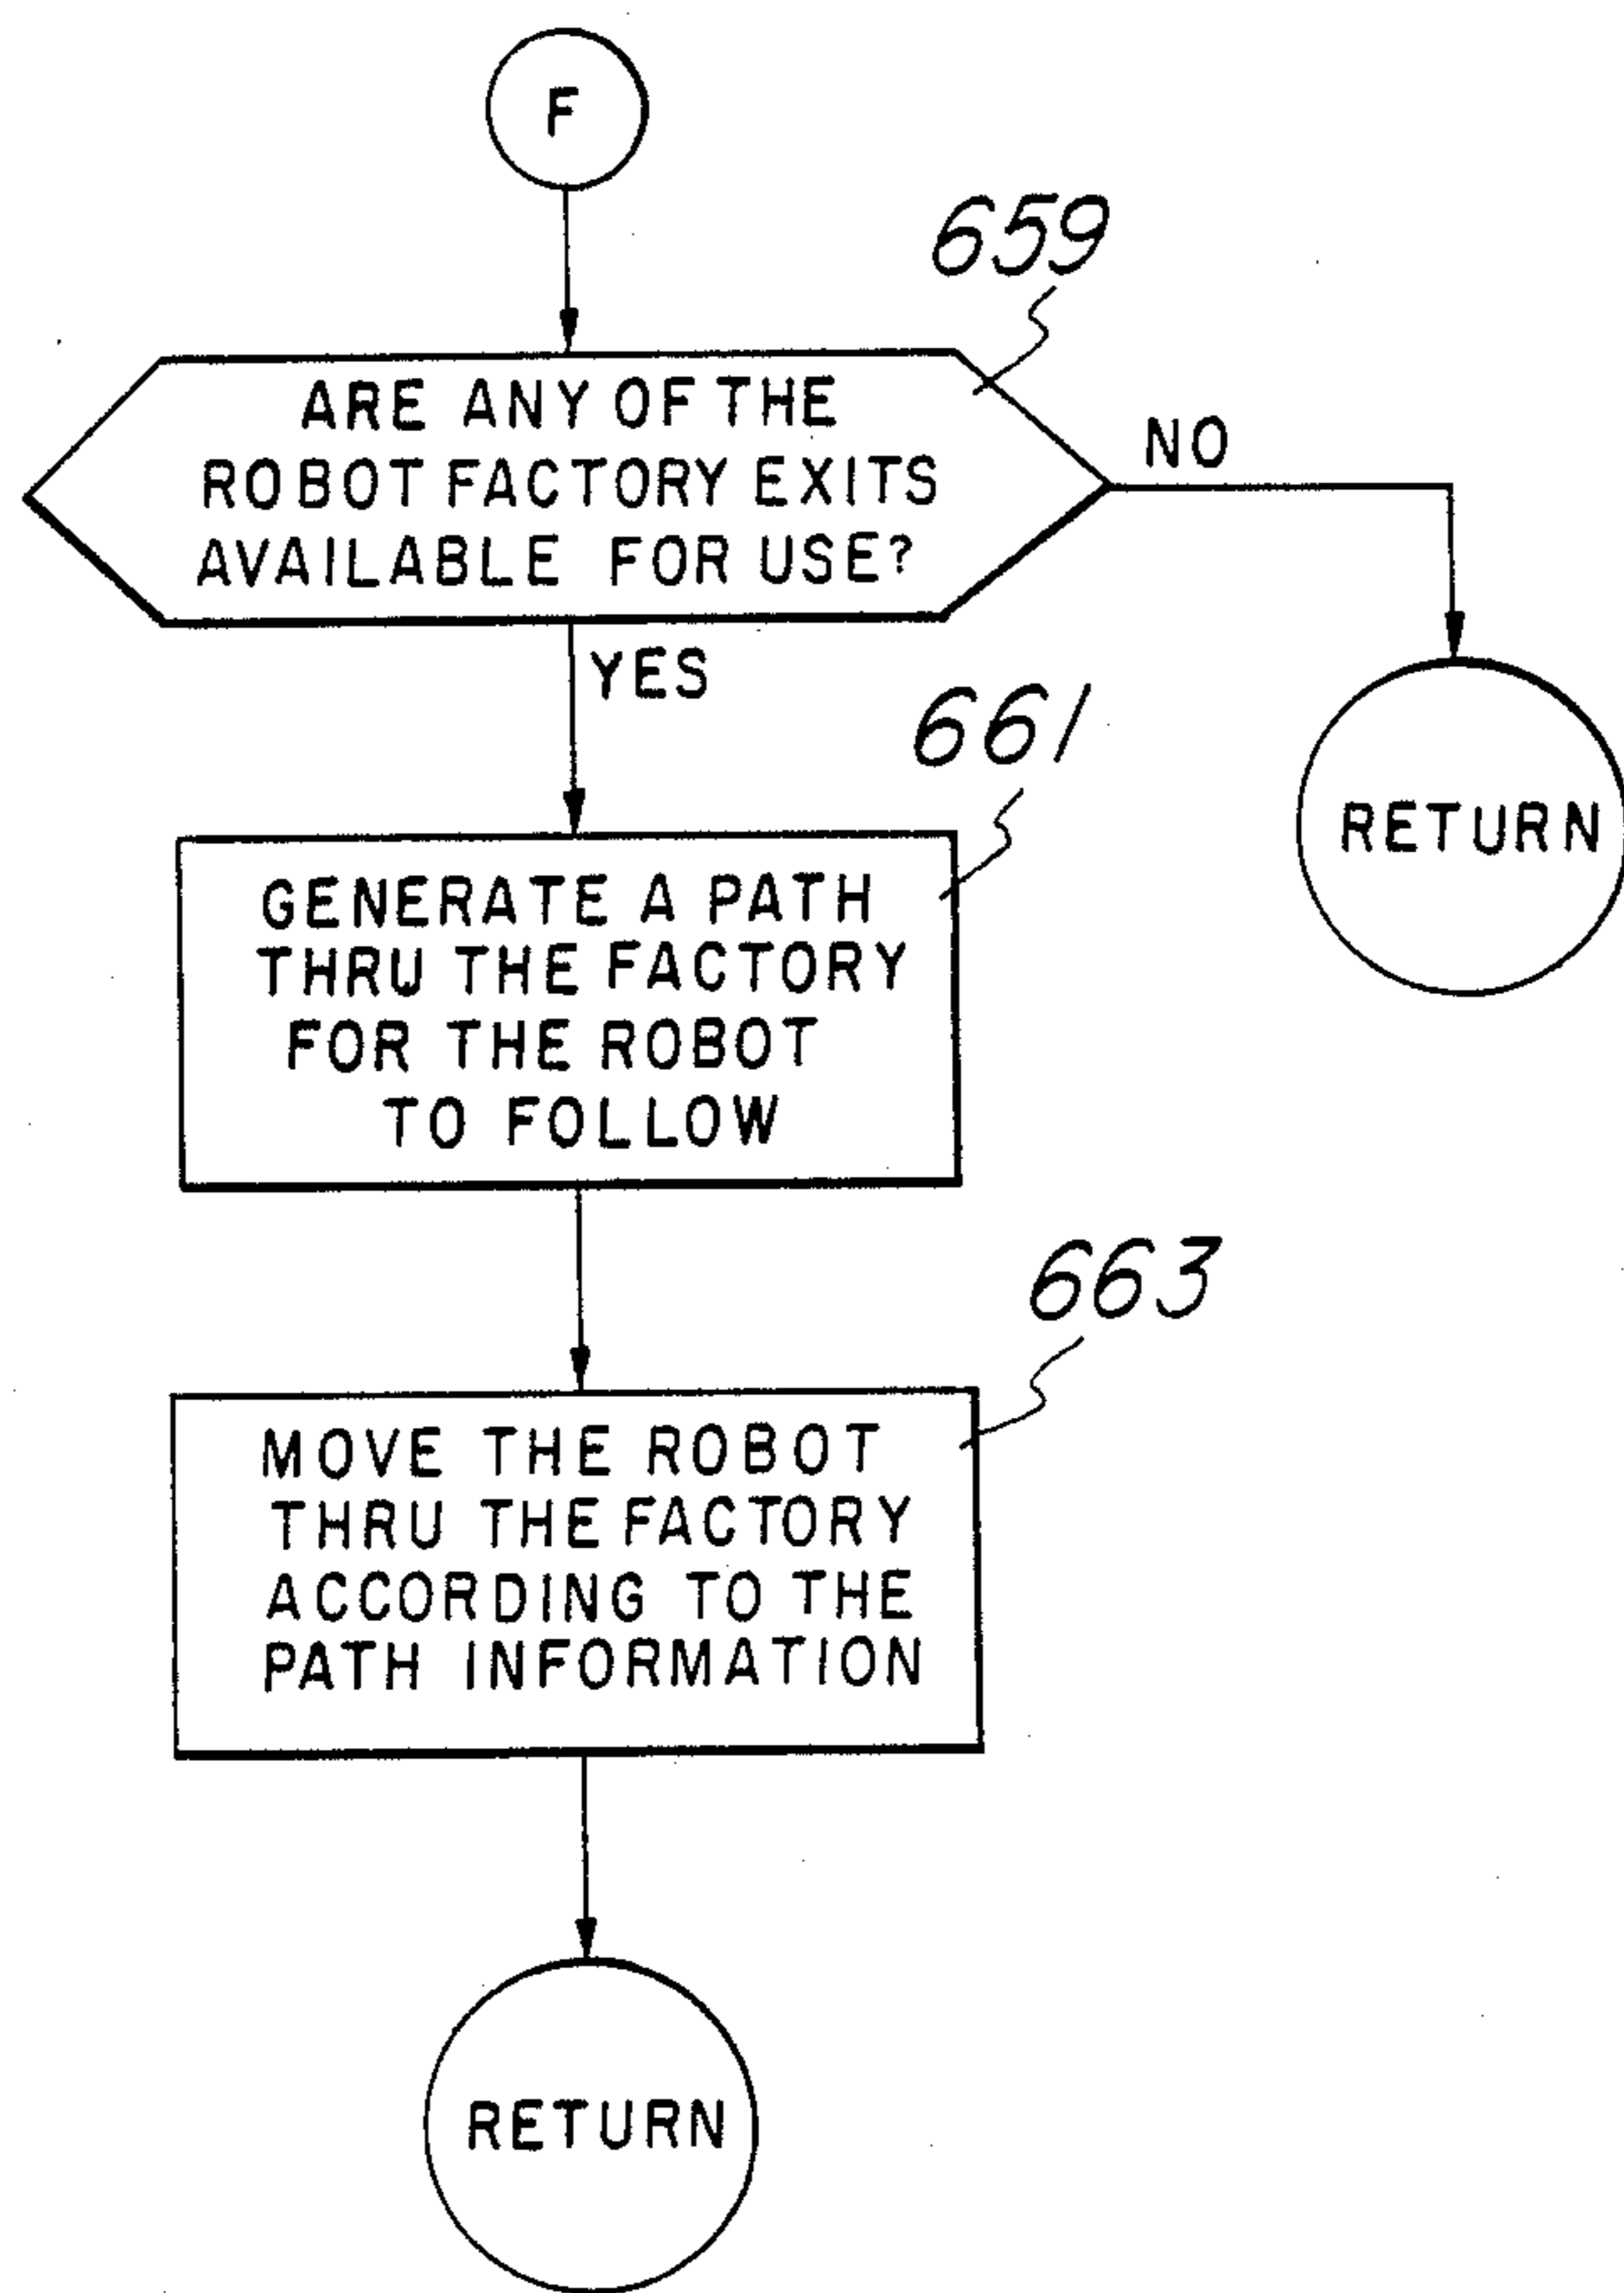 F
659
ARE ANY OF THE
ROBOT FACTORY EXITS
AVAILABLE FOR USE?
NO
YES
RETURN
661
GENERATE A PATH
THRU THE FACTORY
FOR THE ROBOT
TO FOLLOW
663
MOVE THE ROBOT
THRU THE FACTORY
ACCORDING TO THE
PATH INFORMATION
RETURN